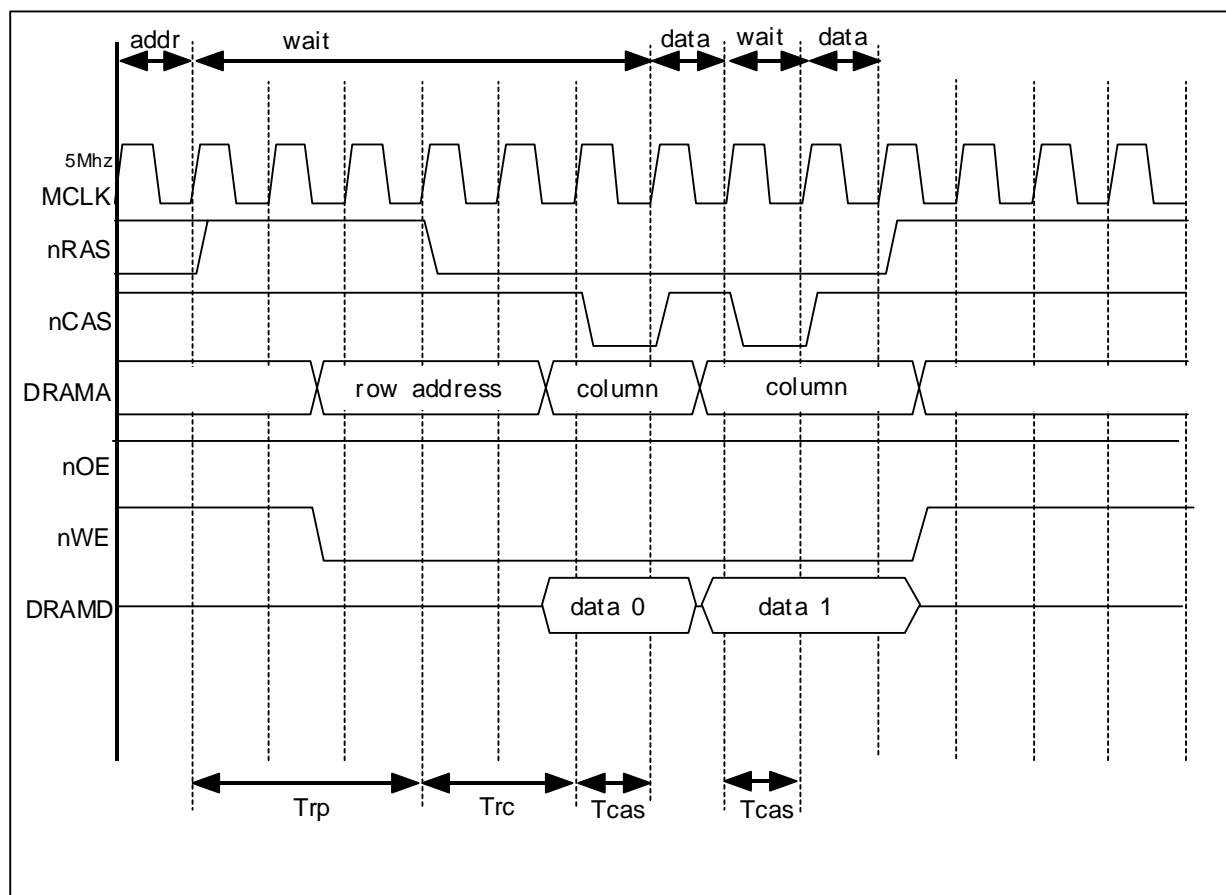 addr wait data wait data
5Mhz
MCLK
nRAS
nCAS
DRAMA row address column column
nOE
nWE
DRAMD data 0 data 1
Trp Trc Tcas Tcas